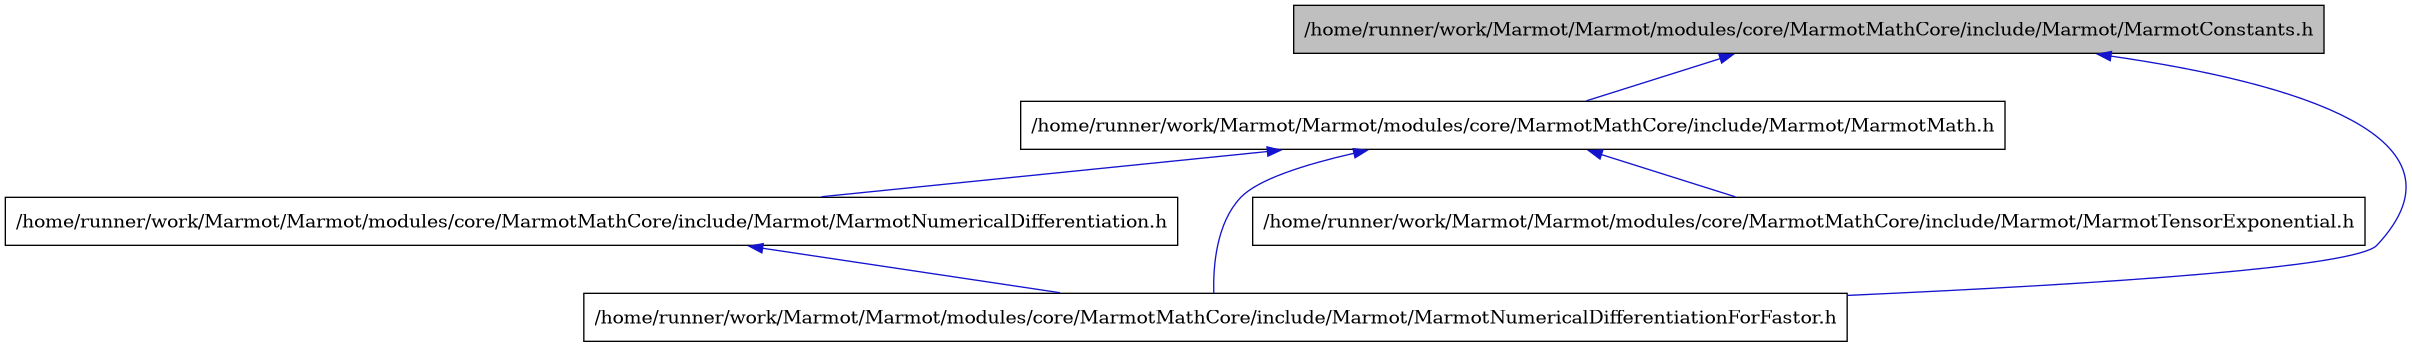 /home/runner/work/Marmot/Marmot/modules/core/MarmotMathCore/include/Marmot/MarmotConstants.h
/home/runner/work/Marmot/Marmot/modules/core/MarmotMathCore/include/Marmot/MarmotMath.h
/home/runner/work/Marmot/Marmot/modules/core/MarmotMathCore/include/Marmot/MarmotNumericalDifferentiation.h
/home/runner/work/Marmot/Marmot/modules/core/MarmotMathCore/include/Marmot/MarmotTensorExponential.h
/home/runner/work/Marmot/Marmot/modules/core/MarmotMathCore/include/Marmot/MarmotNumericalDifferentiationForFastor.h